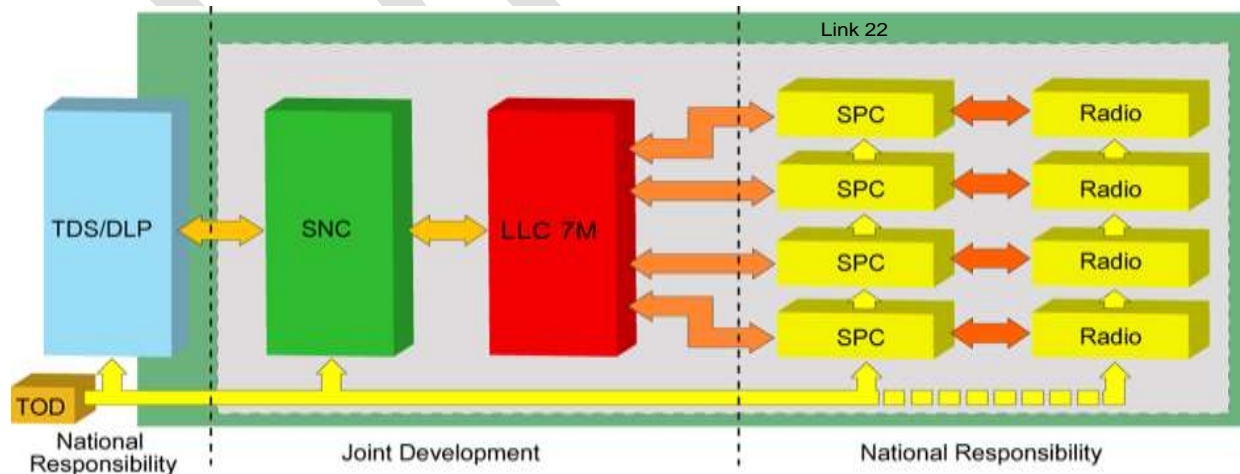 Link 22
SPC
Radio
SPC
Radio
TDS/DLP
SNC
LLC 7M
SPC
Radio
SPC
Radio
TOD
National
Responsibility
Joint Development
National Responsibility